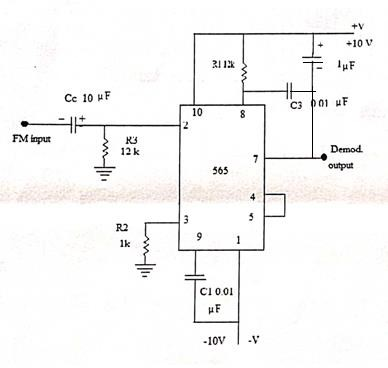 +V
+10 V
+
-
1µF
R1 12k
C3
0.01 µF
Cc 10 µF
- +
FM input
R3
12 k
10
8
2
7
Demod.
output
565
4
5
3
R2
1k
9
1
C1 0.01
µF
-10V
-V